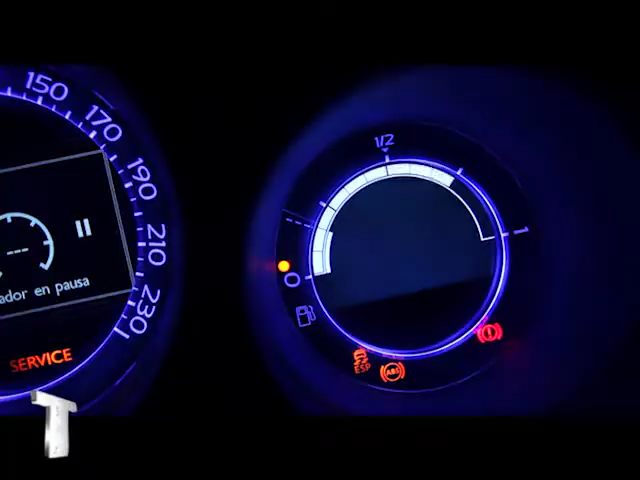 150
170
190
210
230
ador en pausa
SERVICE
1/2
1
0
ESP
ABS
T